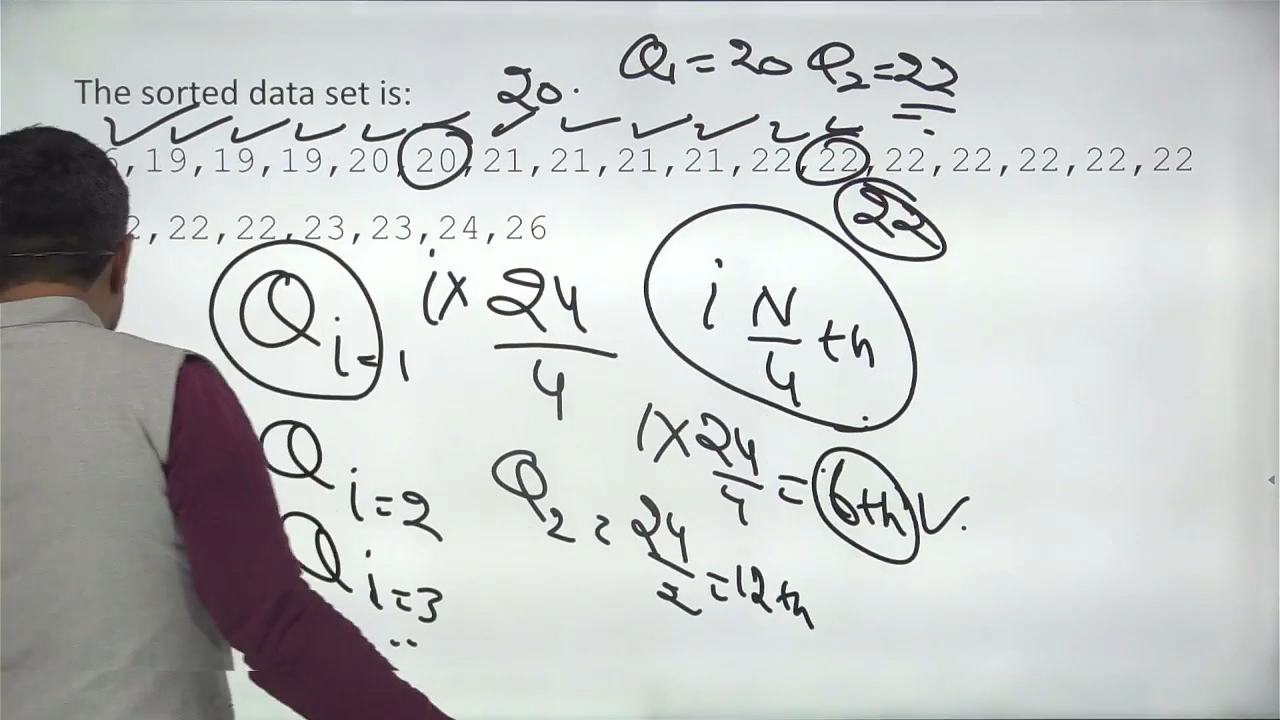 Q₁ = 20 Q₂ = 22
The sorted data set is: 20.
,19,19,19,20,20,21,21,21,21,22,22,22,22,22,22,22
22
,22,22,23,23,24,26
Q i=1 i× 24/4 i N/4 th
1× 24/4 = 6th
Q i=2 Q₂ = 24/2 = 12th
Q i=3